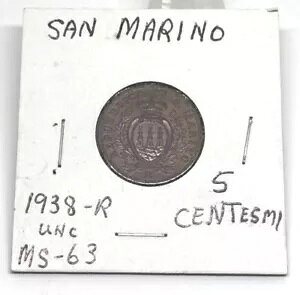 SAN MARINO
1938-R
UNC
MS-63
5
CENTESMI